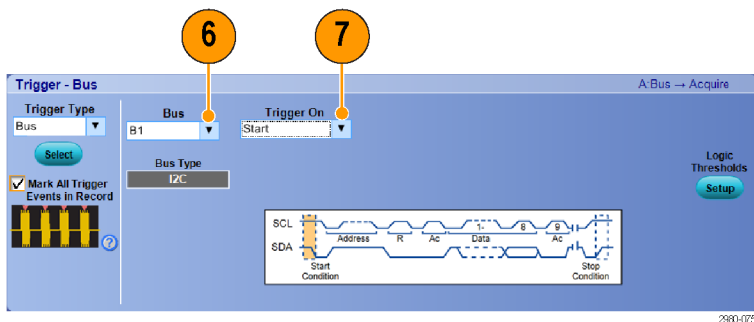 6 7
Trigger - Bus A:Bus → Acquire
Trigger Type
Bus
Select
Mark All Trigger
Events in Record
Bus
B1
Bus Type
I2C
Trigger On
Start
Logic
Thresholds
Setup
SCL
SDA
Address R Ac 1- Data 8 9 Ac
Start
Condition
Stop
Condition
?